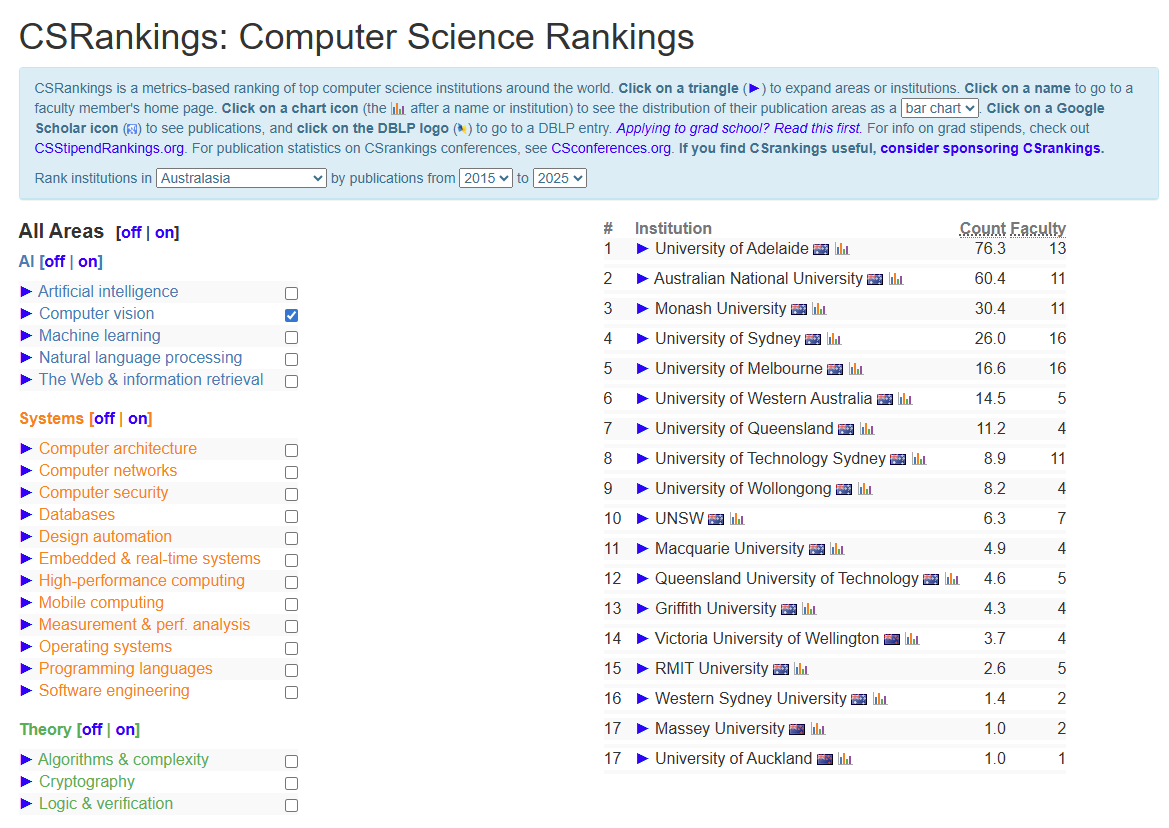 CSRankings: Computer Science Rankings
CSRankings is a metrics-based ranking of top computer science institutions around the world. Click on a triangle (▶) to expand areas or institutions. Click on a name to go to a
faculty member's home page. Click on a chart icon (the after a name or institution) to see the distribution of their publication areas as a bar chart. Click on a Google
Scholar icon () to see publications, and click on the DBLP logo () to go to a DBLP entry. Applying to grad school? Read this first. For info on grad stipends, check out
CSStipendRankings.org. For publication statistics on CSrankings conferences, see CSconferences.org. If you find CSrankings useful, consider sponsoring CSrankings.
Rank institutions in Australasia by publications from 2015 to 2025
All Areas [off | on]
AI [off | on]
▶ Artificial intelligence
▶ Computer vision
▶ Machine learning
▶ Natural language processing
▶ The Web & information retrieval
Systems [off | on]
▶ Computer architecture
▶ Computer networks
▶ Computer security
▶ Databases
▶ Design automation
▶ Embedded & real-time systems
▶ High-performance computing
▶ Mobile computing
▶ Measurement & perf. analysis
▶ Operating systems
▶ Programming languages
▶ Software engineering
Theory [off | on]
▶ Algorithms & complexity
▶ Cryptography
▶ Logic & verification
# Institution Count Faculty
1 ▶ University of Adelaide 76.3 13
2 ▶ Australian National University 60.4 11
3 ▶ Monash University 30.4 11
4 ▶ University of Sydney 26.0 16
5 ▶ University of Melbourne 16.6 16
6 ▶ University of Western Australia 14.5 5
7 ▶ University of Queensland 11.2 4
8 ▶ University of Technology Sydney 8.9 11
9 ▶ University of Wollongong 8.2 4
10 ▶ UNSW 6.3 7
11 ▶ Macquarie University 4.9 4
12 ▶ Queensland University of Technology 4.6 5
13 ▶ Griffith University 4.3 4
14 ▶ Victoria University of Wellington 3.7 4
15 ▶ RMIT University 2.6 5
16 ▶ Western Sydney University 1.4 2
17 ▶ Massey University 1.0 2
17 ▶ University of Auckland 1.0 1